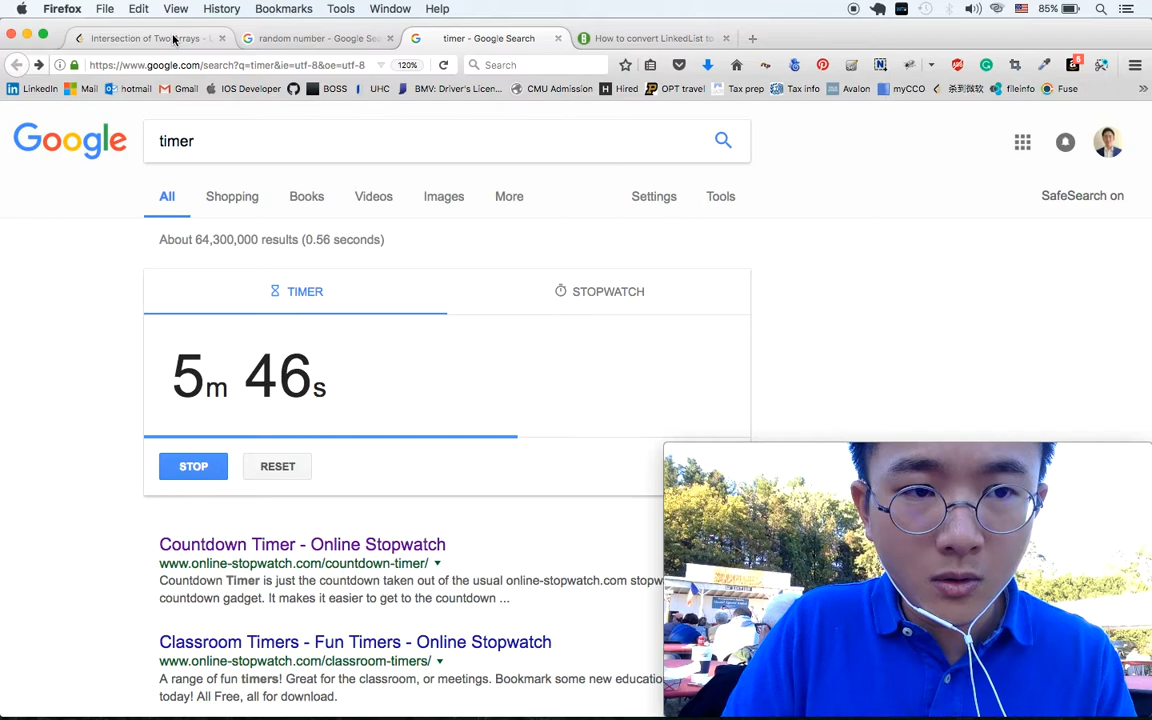 Firefox File Edit View History Bookmarks Tools Window Help 85%
Intersection of Two Arrays - random number - Google Sea timer - Google Search How to convert LinkedList to
https://www.google.com/search?q=timer&ie=utf-8&oe=utf-8 120% Search 6
LinkedIn Mail hotmail Gmail IOS Developer BOSS UHC BMV: Driver's Licen... CMU Admission Hired OPT travel Tax prep Tax info Avalon myCCO 杀到微软 fileinfo Fuse
Google timer
All Shopping Books Videos Images More Settings Tools SafeSearch on
About 64,300,000 results (0.56 seconds)
TIMER STOPWATCH
5m 46s
STOP RESET
Countdown Timer - Online Stopwatch
www.online-stopwatch.com/countdown-timer/
Countdown Timer is just the countdown taken out of the usual online-stopwatch.com stopw
countdown gadget. It makes it easier to get to the countdown ...
Classroom Timers - Fun Timers - Online Stopwatch
www.online-stopwatch.com/classroom-timers/
A range of fun timers! Great for the classroom, or meetings. Bookmark some new educatio
today! All Free, all for download.